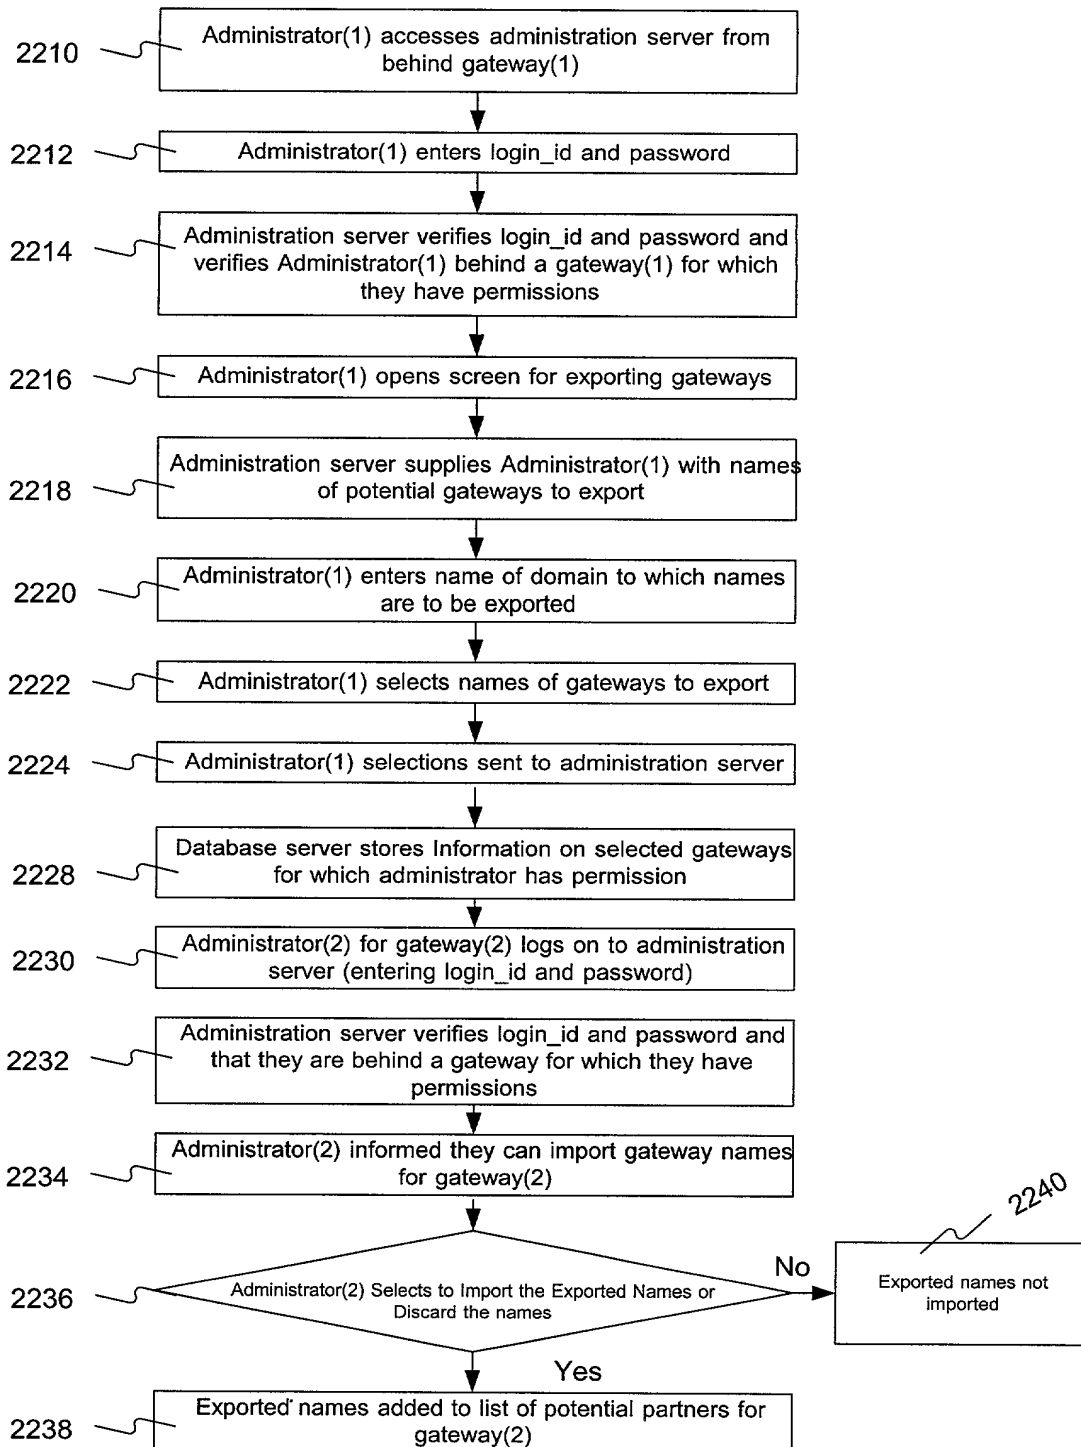 2210
Administrator(1) accesses administration server from
behind gateway(1)
2212
Administrator(1) enters login_id and password
2214
Administration server verifies login_id and password and
verifies Administrator(1) behind a gateway(1) for which
they have permissions
2216
Administrator(1) opens screen for exporting gateways
2218
Administration server supplies Administrator(1) with names
of potential gateways to export
2220
Administrator(1) enters name of domain to which names
are to be exported
2222
Administrator(1) selects names of gateways to export
2224
Administrator(1) selections sent to administration server
2228
Database server stores Information on selected gateways
for which administrator has permission
2230
Administrator(2) for gateway(2) logs on to administration
server (entering login_id and password)
2232
Administration server verifies login_id and password and
that they are behind a gateway for which they have
permissions
2234
Administrator(2) informed they can import gateway names
for gateway(2)
2236
Administrator(2) Selects to Import the Exported Names or
Discard the names
No
2240
Exported names not
imported
Yes
2238
Exported names added to list of potential partners for
gateway(2)